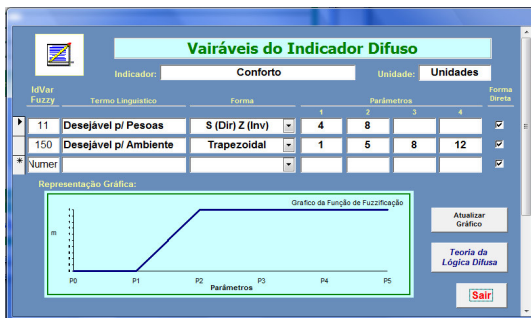 Vairáveis do Indicador Difuso
Indicador: Conforto Unidade: Unidades
IdVar Fuzzy Termo Linguístico Forma Parâmetros Forma Direta
1 2 3 4
11 Desejável p/ Pesoas S (Dir) Z (Inv) 4 8
150 Desejável p/ Ambiente Trapezoidal 1 5 8 12
Numer
Representação Gráfica:
Grafico da Função de Fuzzificação
m
P0 P1 P2 P3 P4 P5
Parâmetros
Atualizar
Gráfico
Teoria da
Lógica Difusa
Sair